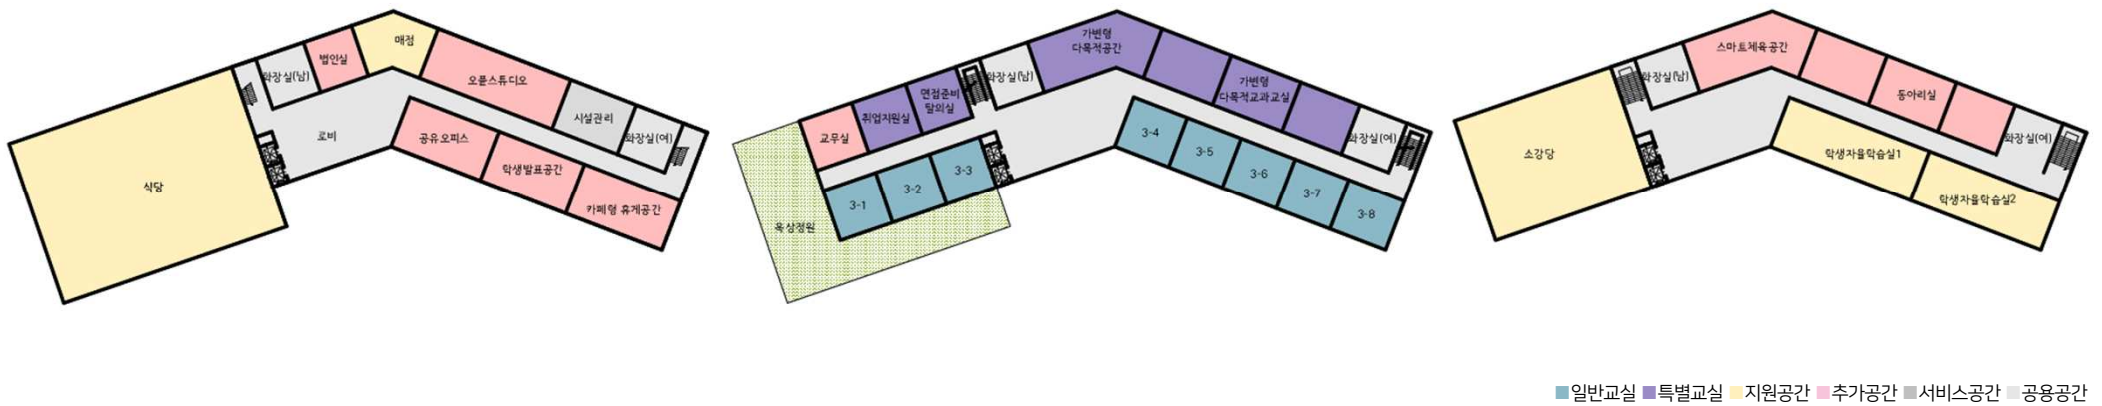 매점
법인실
화장실(남)
오픈스튜디오
시설관리
화장실(여)
로비
공유오피스
학생발표공간
카페형 휴게공간
식당
가변형
다목적공간
화장실(남)
면접준비
탈의실
취업지원실
교무실
가변형
다목적교과교실
화장실(여)
3-1
3-2
3-3
3-4
3-5
3-6
3-7
3-8
옥상정원
스마트체육공간
화장실(남)
동아리실
화장실(여)
소강당
학생자율학습실1
학생자율학습실2
일반교실 특별교실 지원공간 추가공간 서비스공간 공용공간